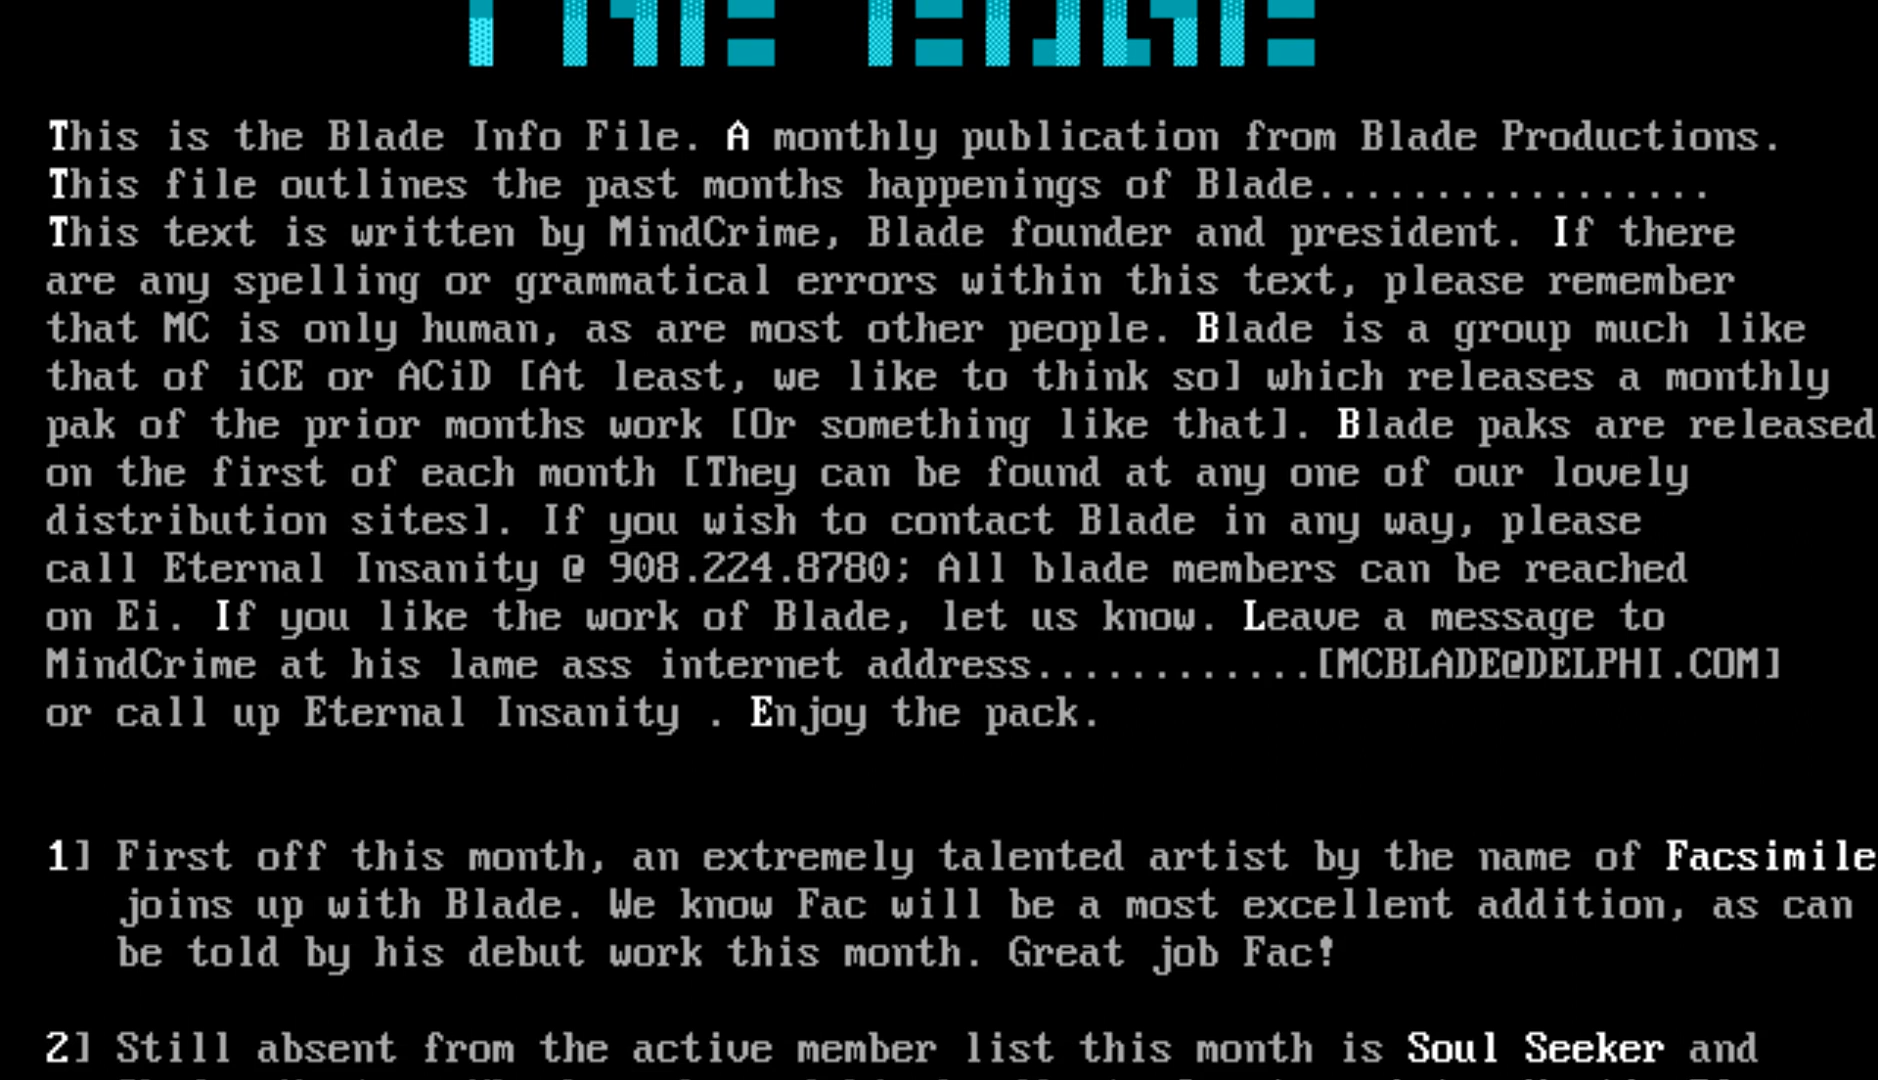 THE EDGE
This is the Blade Info File. A monthly publication from Blade Productions.
This file outlines the past months happenings of Blade.................
This text is written by MindCrime, Blade founder and president. If there
are any spelling or grammatical errors within this text, please remember
that MC is only human, as are most other people. Blade is a group much like
that of iCE or ACiD [At least, we like to think so] which releases a monthly
pak of the prior months work [Or something like that]. Blade paks are released
on the first of each month [They can be found at any one of our lovely
distribution sites]. If you wish to contact Blade in any way, please
call Eternal Insanity @ 908.224.8780; All blade members can be reached
on Ei. If you like the work of Blade, let us know. Leave a message to
MindCrime at his lame ass internet address............[MCBLADE@DELPHI.COM]
or call up Eternal Insanity . Enjoy the pack.
1] First off this month, an extremely talented artist by the name of Facsimile
joins up with Blade. We know Fac will be a most excellent addition, as can
be told by his debut work this month. Great job Fac!
2] Still absent from the active member list this month is Soul Seeker and